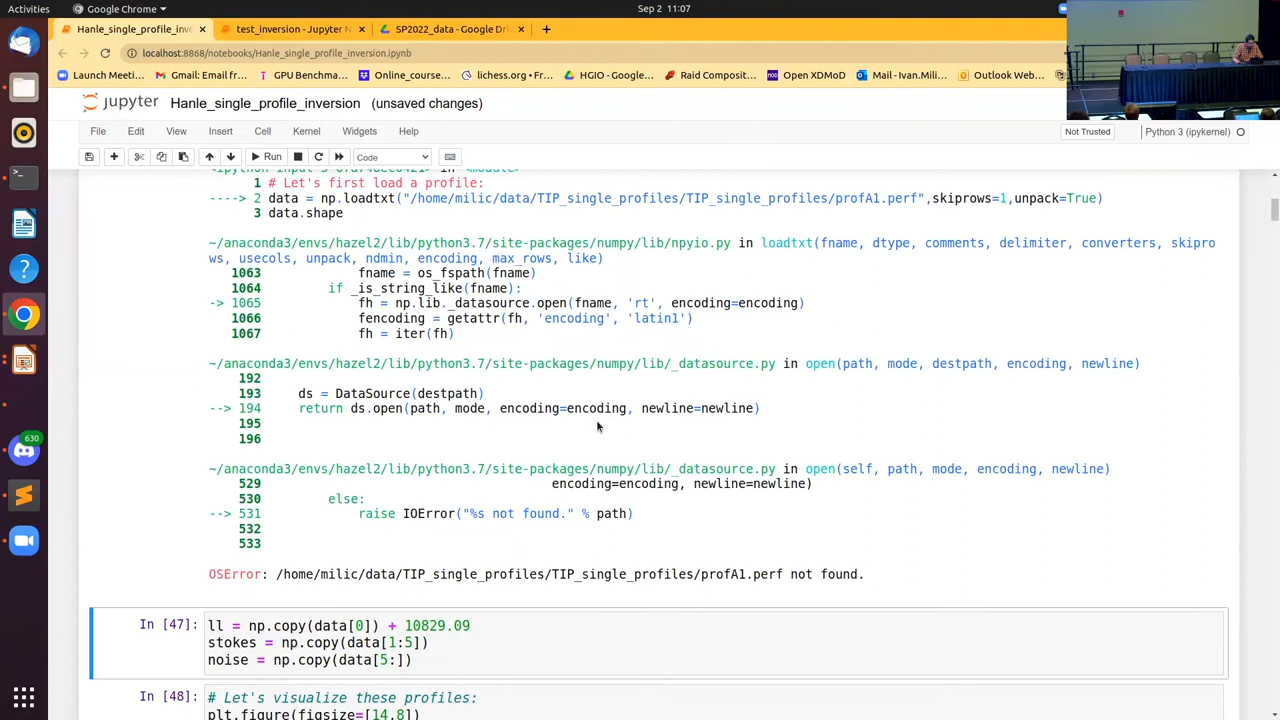 Activities
Google Chrome
Sep 2 11:07
Hanle_single_profile_inve
test_inversion - Jupyter N
SP2022_data - Google Dri
localhost:8868/notebooks/Hanle_single_profile_inversion.ipynb
Launch Meeti...
Gmail: Email fr...
GPU Benchma...
Online_course...
lichess.org • Fr...
HGIO - Google...
Raid Composit...
Open XDMoD
Mail - Ivan.Mili...
Outlook Web...
jupyter Hanle_single_profile_inversion (unsaved changes)
File Edit View Insert Cell Kernel Widgets Help
Not Trusted
Python 3 (ipykernel)
Run
Code
1 # Let's first load a profile:
----> 2 data = np.loadtxt("/home/milic/data/TIP_single_profiles/TIP_single_profiles/profA1.perf",skiprows=1,unpack=True)
3 data.shape
~/anaconda3/envs/hazel2/lib/python3.7/site-packages/numpy/lib/npyio.py in loadtxt(fname, dtype, comments, delimiter, converters, skipro
ws, usecols, unpack, ndmin, encoding, max_rows, like)
1063 fname = os_fspath(fname)
1064 if _is_string_like(fname):
-> 1065 fh = np.lib._datasource.open(fname, 'rt', encoding=encoding)
1066 fencoding = getattr(fh, 'encoding', 'latin1')
1067 fh = iter(fh)
~/anaconda3/envs/hazel2/lib/python3.7/site-packages/numpy/lib/_datasource.py in open(path, mode, destpath, encoding, newline)
192
193 ds = DataSource(destpath)
--> 194 return ds.open(path, mode, encoding=encoding, newline=newline)
195
196
~/anaconda3/envs/hazel2/lib/python3.7/site-packages/numpy/lib/_datasource.py in open(self, path, mode, encoding, newline)
529 encoding=encoding, newline=newline)
530 else:
--> 531 raise IOError("%s not found." % path)
532
533
OSError: /home/milic/data/TIP_single_profiles/TIP_single_profiles/profA1.perf not found.
In [47]: ll = np.copy(data[0]) + 10829.09
stokes = np.copy(data[1:5])
noise = np.copy(data[5:])
In [48]: # Let's visualize these profiles:
plt.figure(figsize=[14,8])
630